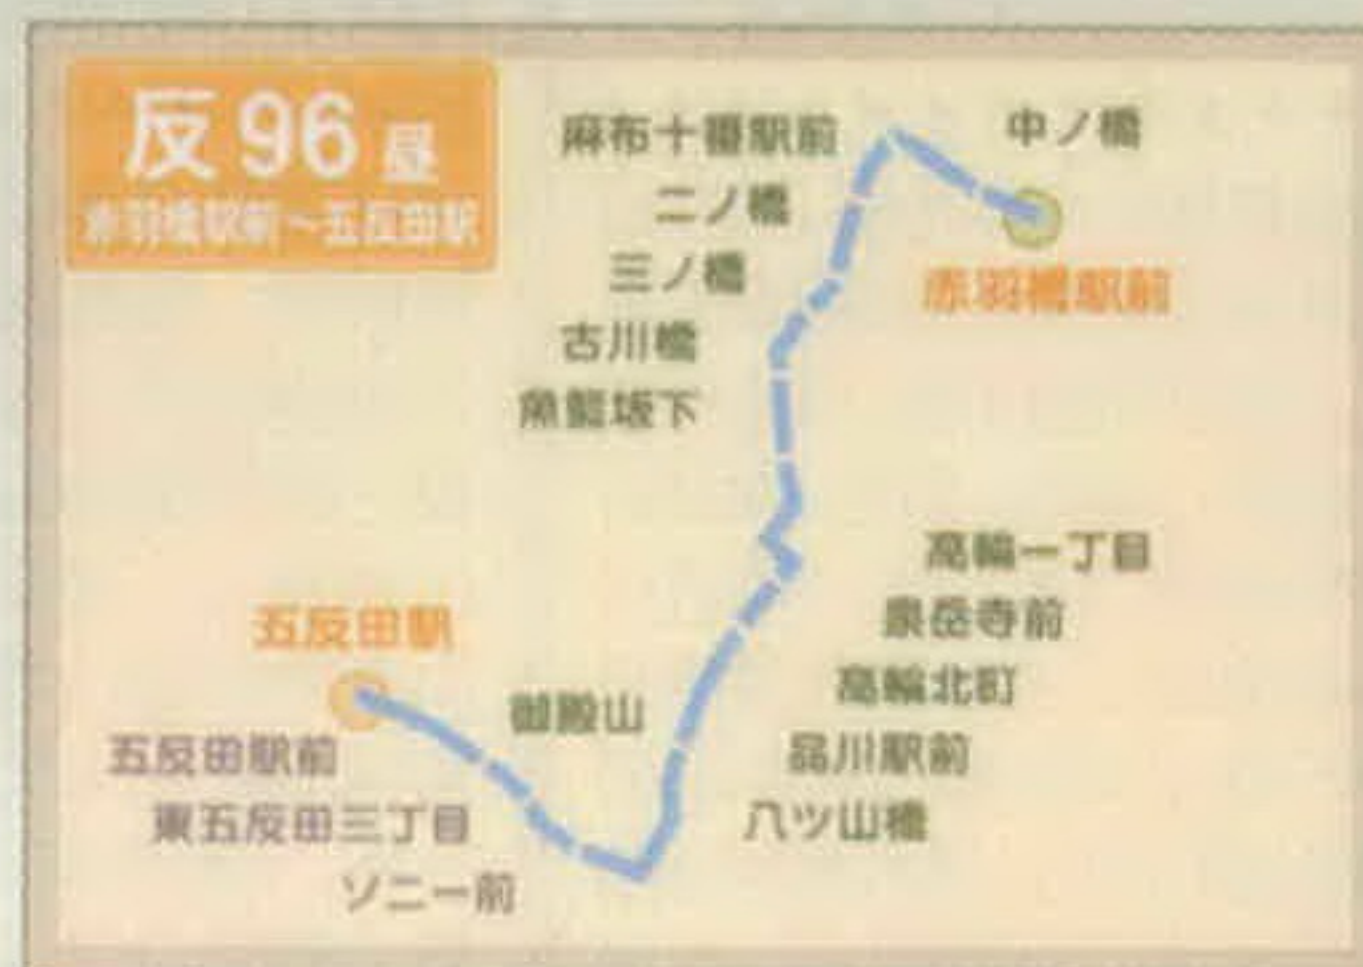 反96 昼
赤羽橋駅前～五反田駅
麻布十番駅前
中ノ橋
二ノ橋
三ノ橋
赤羽橋駅前
古川橋
魚籃坂下
高輪一丁目
泉岳寺前
五反田駅
高輪北町
御殿山
五反田駅前
品川駅前
東五反田三丁目
八ツ山橋
ソニー前